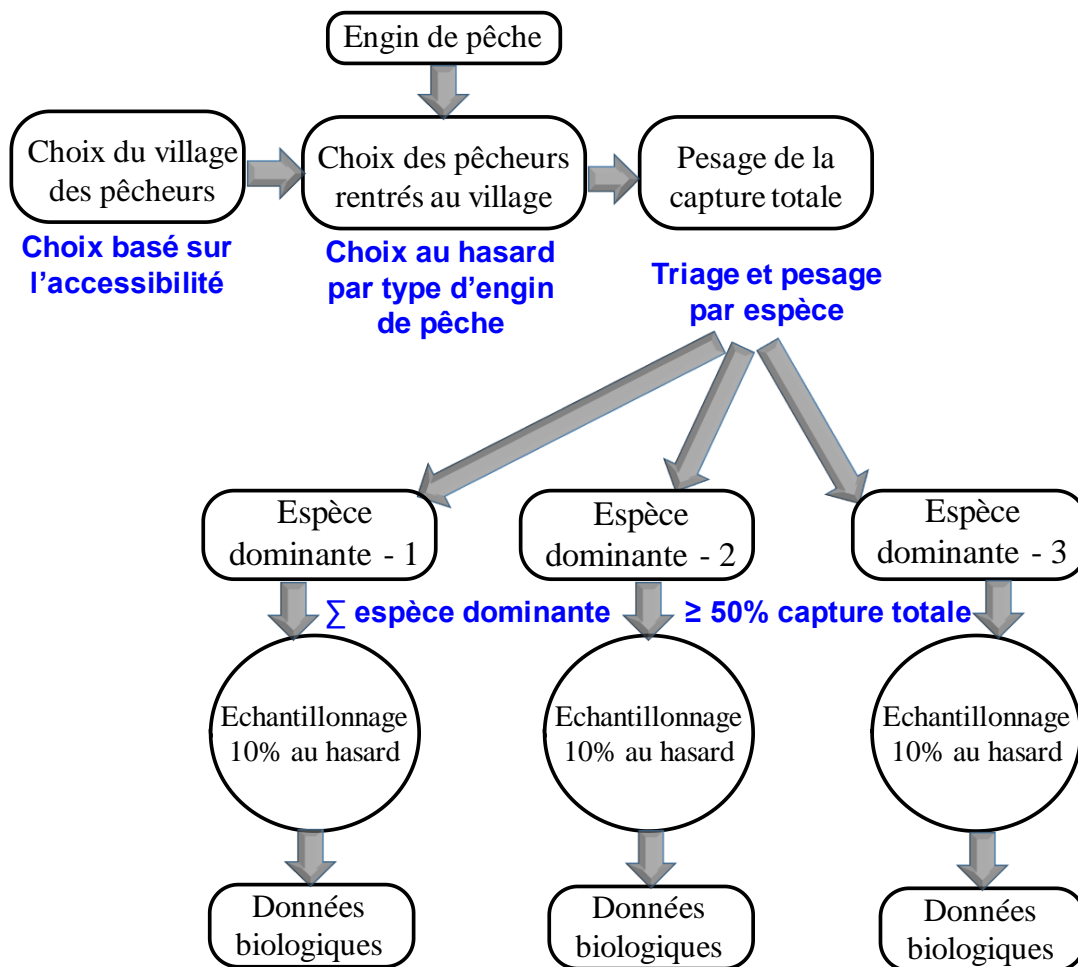 Engin de pêche
Choix du village
des pêcheurs
Choix des pêcheurs
rentrés au village
Pesage de la
capture totale
Choix basé sur
l’accessibilité
Choix au hasard
par type d’engin
de pêche
Triage et pesage
par espèce
Espèce
dominante - 1
Espèce
dominante - 2
Espèce
dominante - 3
∑ espèce dominante
≥ 50% capture totale
Echantillonnage
10% au hasard
Echantillonnage
10% au hasard
Echantillonnage
10% au hasard
Données
biologiques
Données
biologiques
Données
biologiques